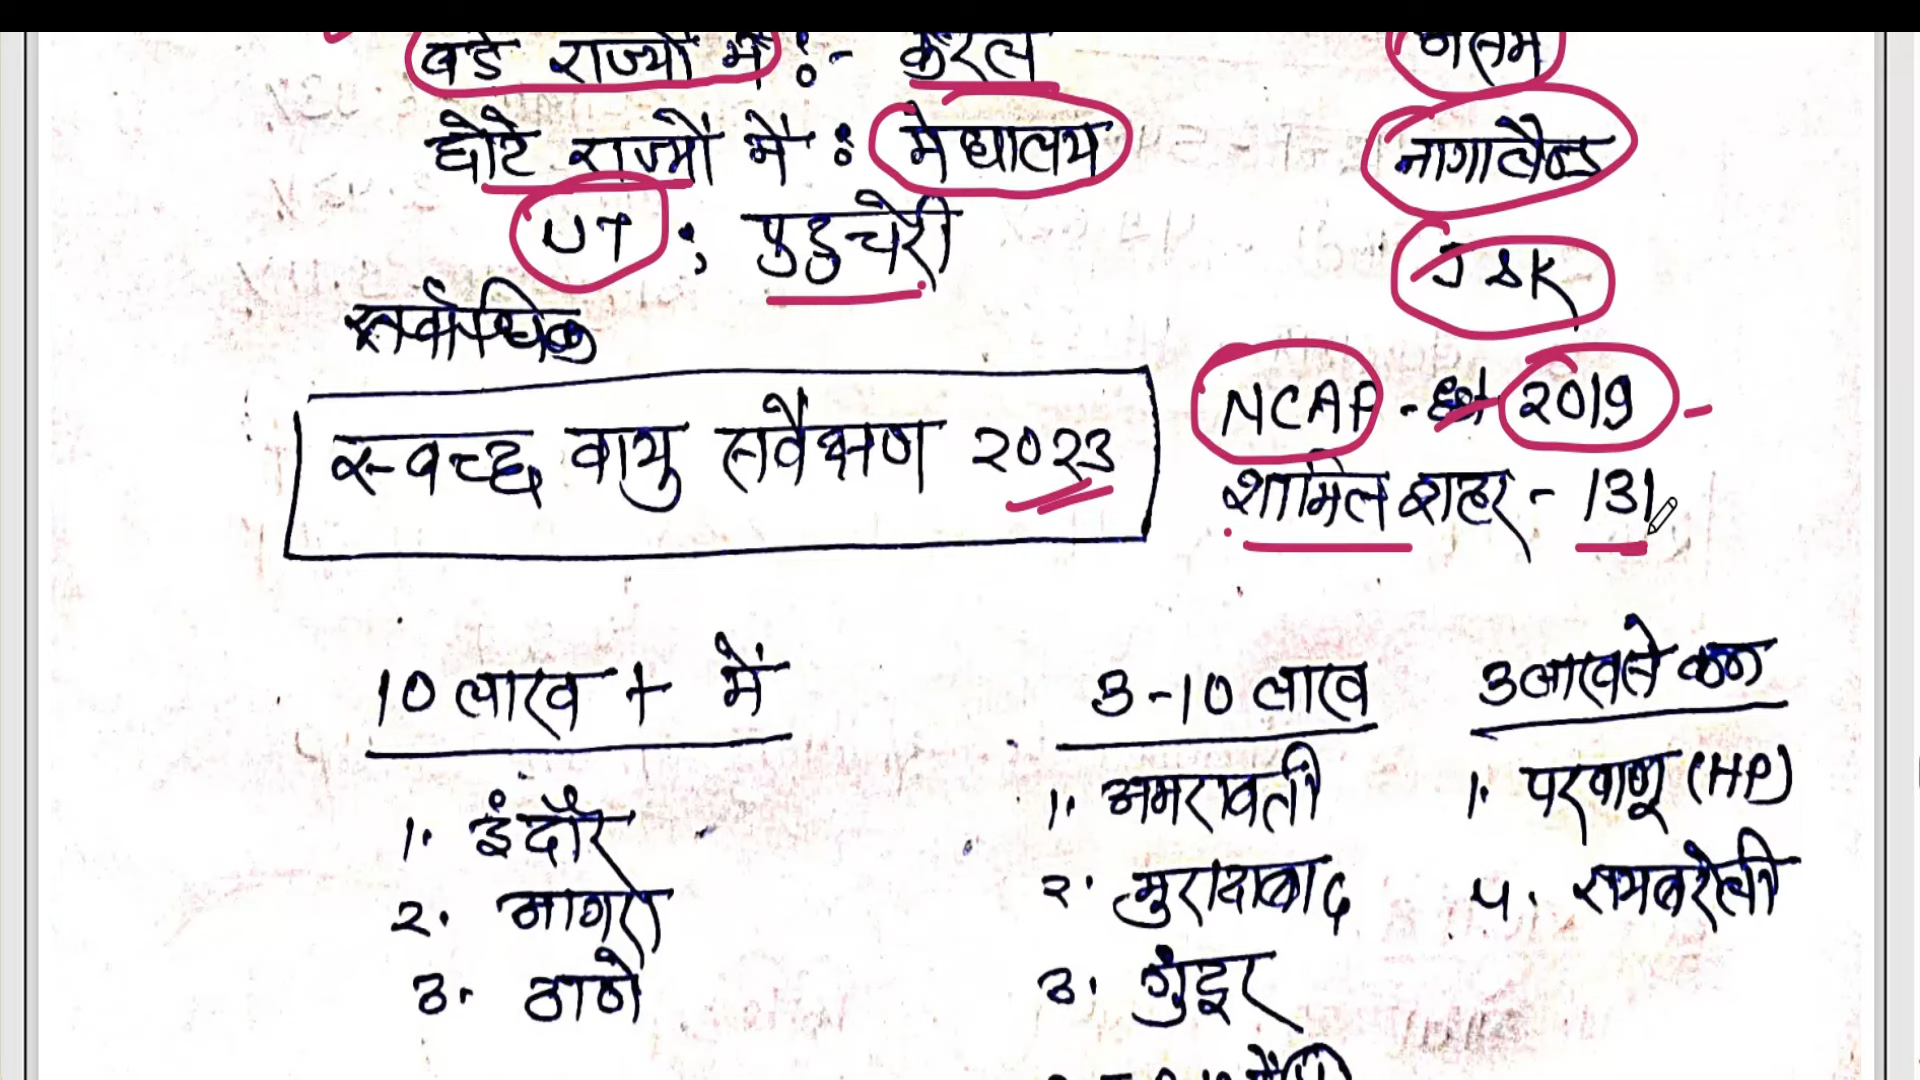 बडे राज्यों में :- केरल असम
छोटे राज्यों में : मेघालय नागालैण्ड
UT : पुडुचेरी J&K
सर्वाधिक
स्वच्छ वायु सर्वेक्षण 2023 NCAP - 2019 -
शामिल शहर - 131
10 लाख + में 3-10 लाख 3 लाख से कम
1. इंदौर 1. अमरावती 1. परवाणू (HP)
2. आगरा 2. मुरादाबाद 4. रायबरेली
3. ठाणे 3. गुंटूर